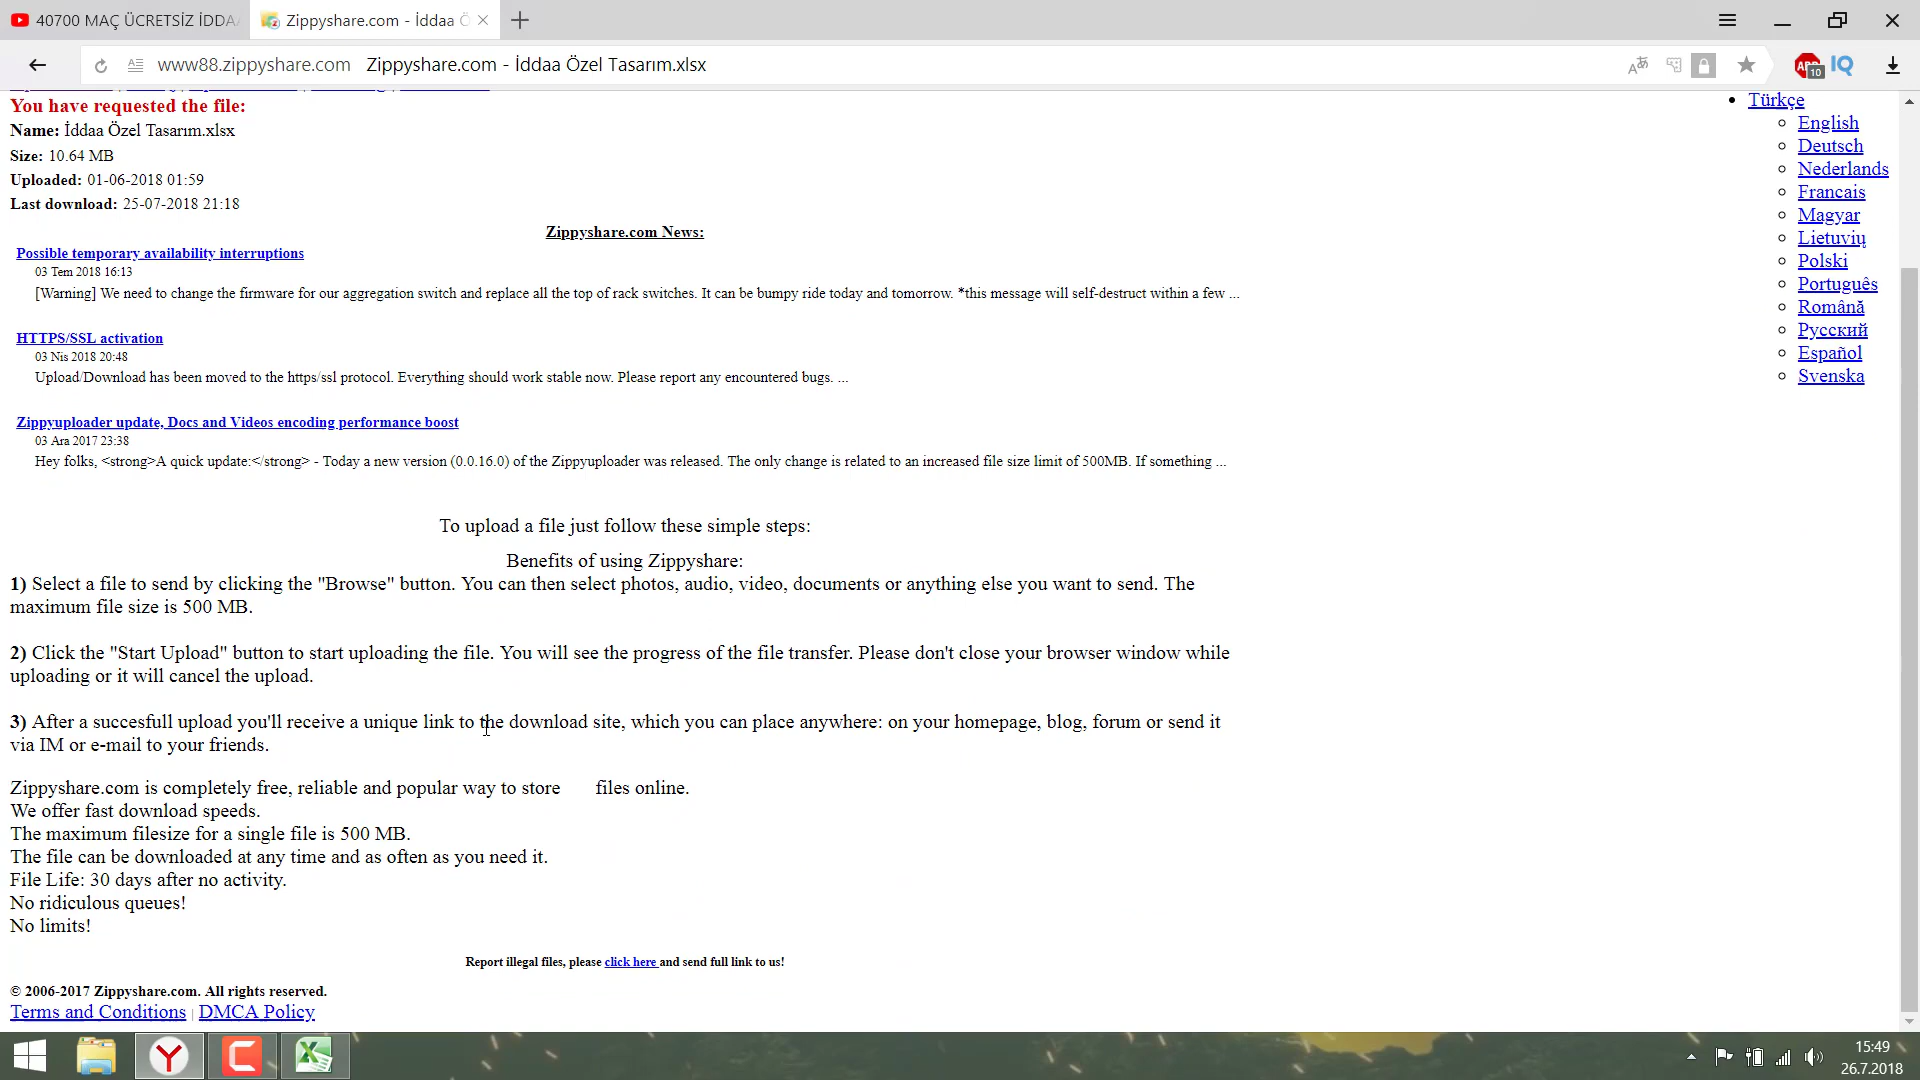 40700 MAÇ ÜCRETSİZ İDDA
Zippyshare.com - İddaa Ö
www88.zippyshare.com Zippyshare.com - İddaa Özel Tasarım.xlsx
ABP 10 IQ
You have requested the file:
Name: İddaa Özel Tasarım.xlsx
Size: 10.64 MB
Uploaded: 01-06-2018 01:59
Last download: 25-07-2018 21:18
Zippyshare.com News:
Possible temporary availability interruptions
03 Tem 2018 16:13
[Warning] We need to change the firmware for our aggregation switch and replace all the top of rack switches. It can be bumpy ride today and tomorrow. *this message will self-destruct within a few ...
HTTPS/SSL activation
03 Nis 2018 20:48
Upload/Download has been moved to the https/ssl protocol. Everything should work stable now. Please report any encountered bugs. ...
Zippyuploader update, Docs and Videos encoding performance boost
03 Ara 2017 23:38
Hey folks, <strong>A quick update:</strong> - Today a new version (0.0.16.0) of the Zippyuploader was released. The only change is related to an increased file size limit of 500MB. If something ...
To upload a file just follow these simple steps:
Benefits of using Zippyshare:
1) Select a file to send by clicking the "Browse" button. You can then select photos, audio, video, documents or anything else you want to send. The
maximum file size is 500 MB.
2) Click the "Start Upload" button to start uploading the file. You will see the progress of the file transfer. Please don't close your browser window while
uploading or it will cancel the upload.
3) After a succesfull upload you'll receive a unique link to the download site, which you can place anywhere: on your homepage, blog, forum or send it
via IM or e-mail to your friends.
Zippyshare.com is completely free, reliable and popular way to store files online.
We offer fast download speeds.
The maximum filesize for a single file is 500 MB.
The file can be downloaded at any time and as often as you need it.
File Life: 30 days after no activity.
No ridiculous queues!
No limits!
Report illegal files, please click here and send full link to us!
© 2006-2017 Zippyshare.com. All rights reserved.
Terms and Conditions | DMCA Policy
Türkçe
English
Deutsch
Nederlands
Francais
Magyar
Lietuvių
Polski
Português
Română
Русский
Español
Svenska
15:49
26.7.2018